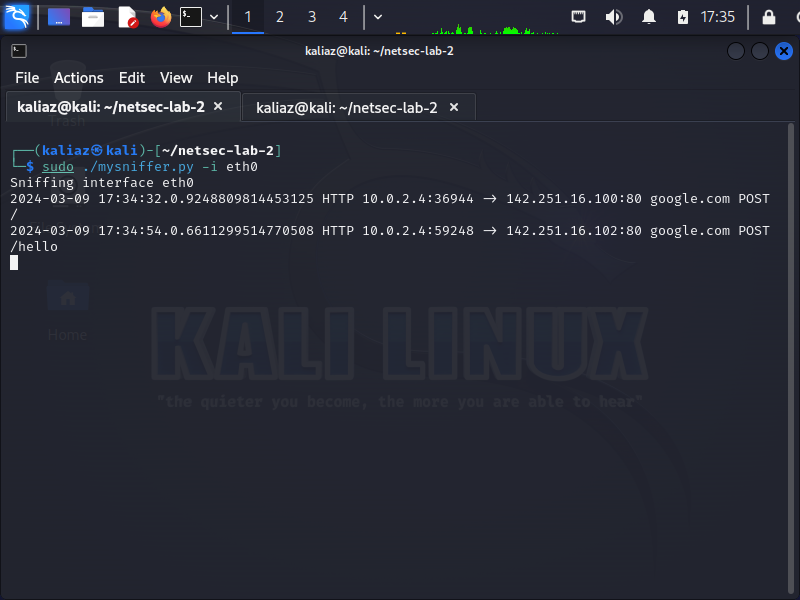 1 2 3 4 17:35
kaliaz@kali: ~/netsec-lab-2
File Actions Edit View Help
kaliaz@kali: ~/netsec-lab-2 × kaliaz@kali: ~/netsec-lab-2 ×
Trash
┌──(kaliaz㉿kali)-[~/netsec-lab-2]
└─$ sudo ./mysniffer.py -i eth0
Sniffing interface eth0
2024-03-09 17:34:32.0.9248809814453125 HTTP 10.0.2.4:36944 → 142.251.16.100:80 google.com POST
/
2024-03-09 17:34:54.0.6611299514770508 HTTP 10.0.2.4:59248 → 142.251.16.102:80 google.com POST
/hello
Home
KALI LINUX
"the quieter you become, the more you are able to hear"